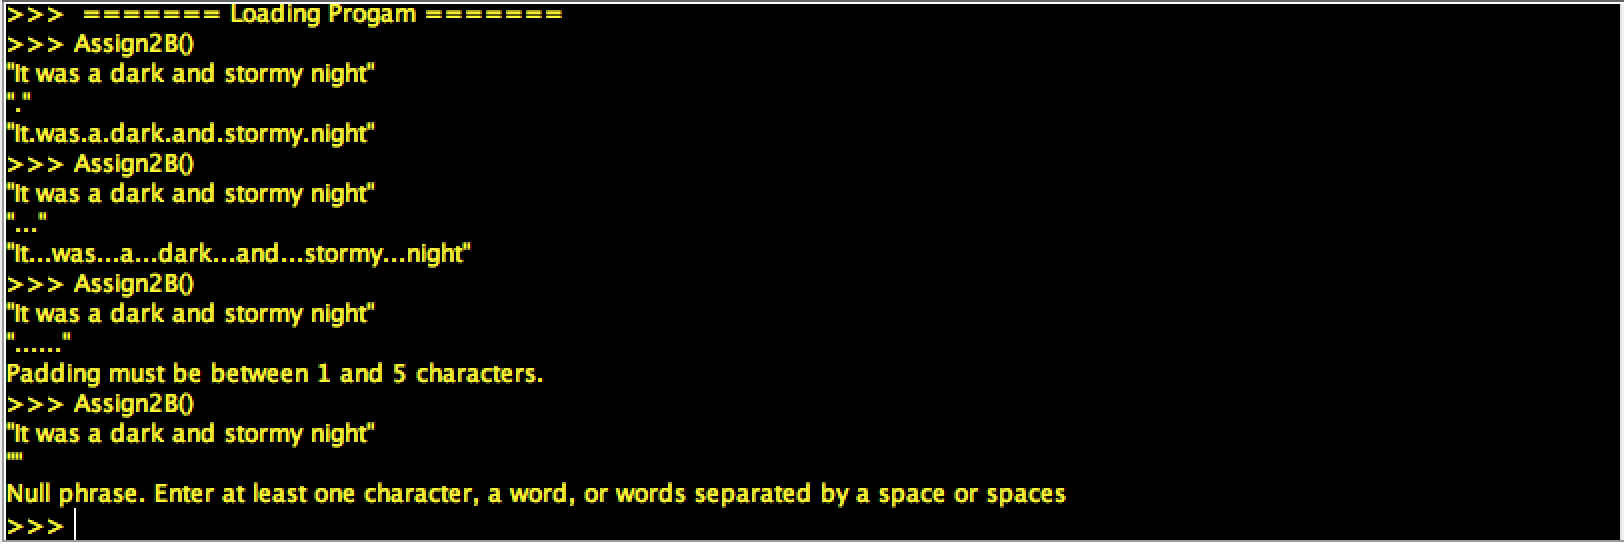 >>> ======= Loading Progam =======
>>> Assign2B()
"It was a dark and stormy night"
"."
"It.was.a.dark.and.stormy.night"
>>> Assign2B()
"It was a dark and stormy night"
"..."
"It...was...a...dark...and...stormy...night"
>>> Assign2B()
"It was a dark and stormy night"
"......"
Padding must be between 1 and 5 characters.
>>> Assign2B()
"It was a dark and stormy night"
""
Null phrase. Enter at least one character, a word, or words separated by a space or spaces
>>>